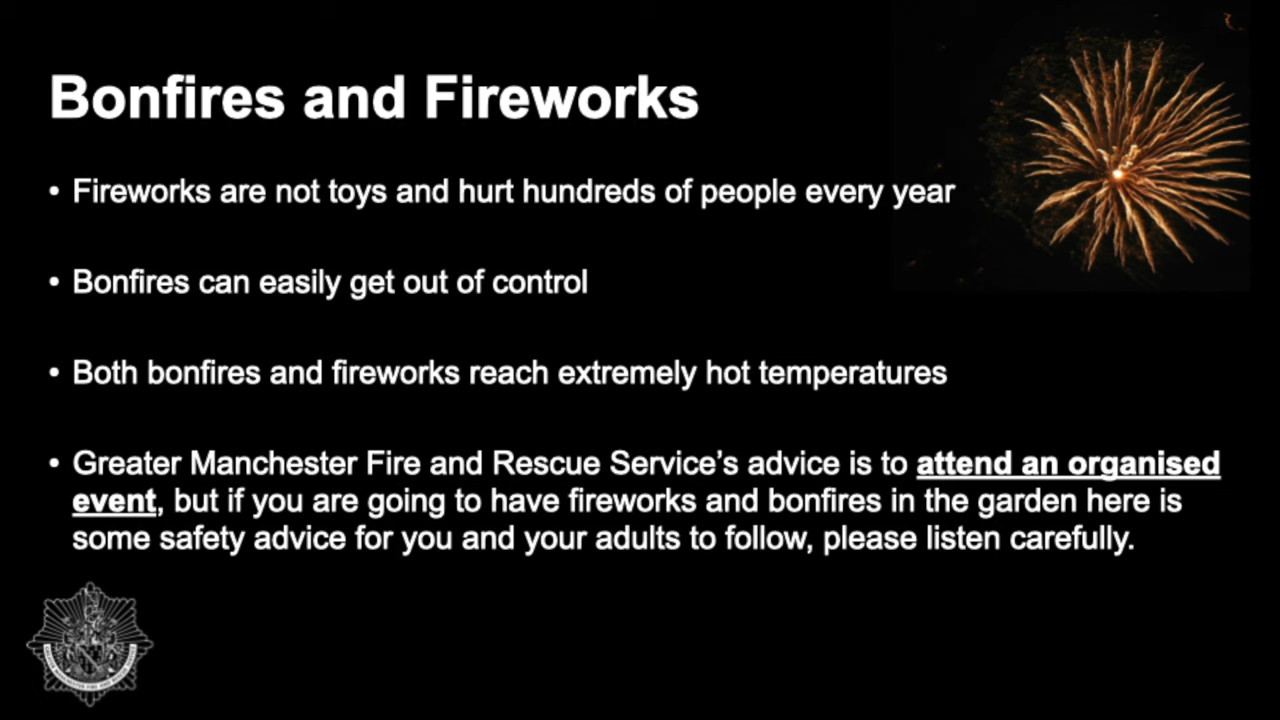 Bonfires and Fireworks
• Fireworks are not toys and hurt hundreds of people every year
• Bonfires can easily get out of control
• Both bonfires and fireworks reach extremely hot temperatures
• Greater Manchester Fire and Rescue Service’s advice is to attend an organised
event, but if you are going to have fireworks and bonfires in the garden here is
some safety advice for you and your adults to follow, please listen carefully.